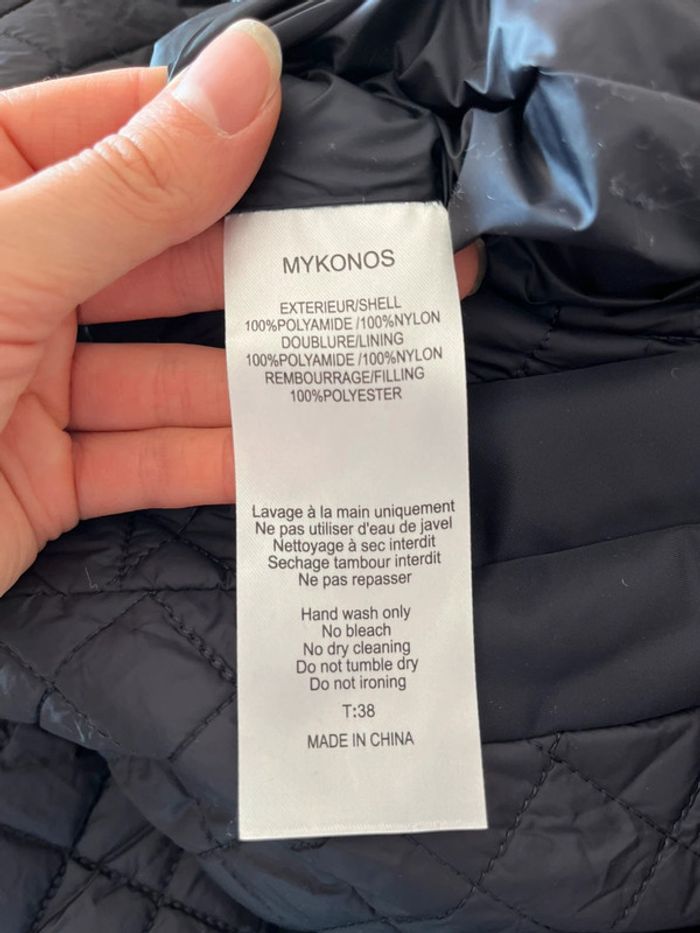 MYKONOS
EXTERIEUR/SHELL
100%POLYAMIDE /100%NYLON
DOUBLURE/LINING
100%POLYAMIDE /100%NYLON
REMBOURRAGE/FILLING
100%POLYESTER
Lavage à la main uniquement
Ne pas utiliser d'eau de javel
Nettoyage à sec interdit
Sechage tambour interdit
Ne pas repasser
Hand wash only
No bleach
No dry cleaning
Do not tumble dry
Do not ironing
T:38
MADE IN CHINA